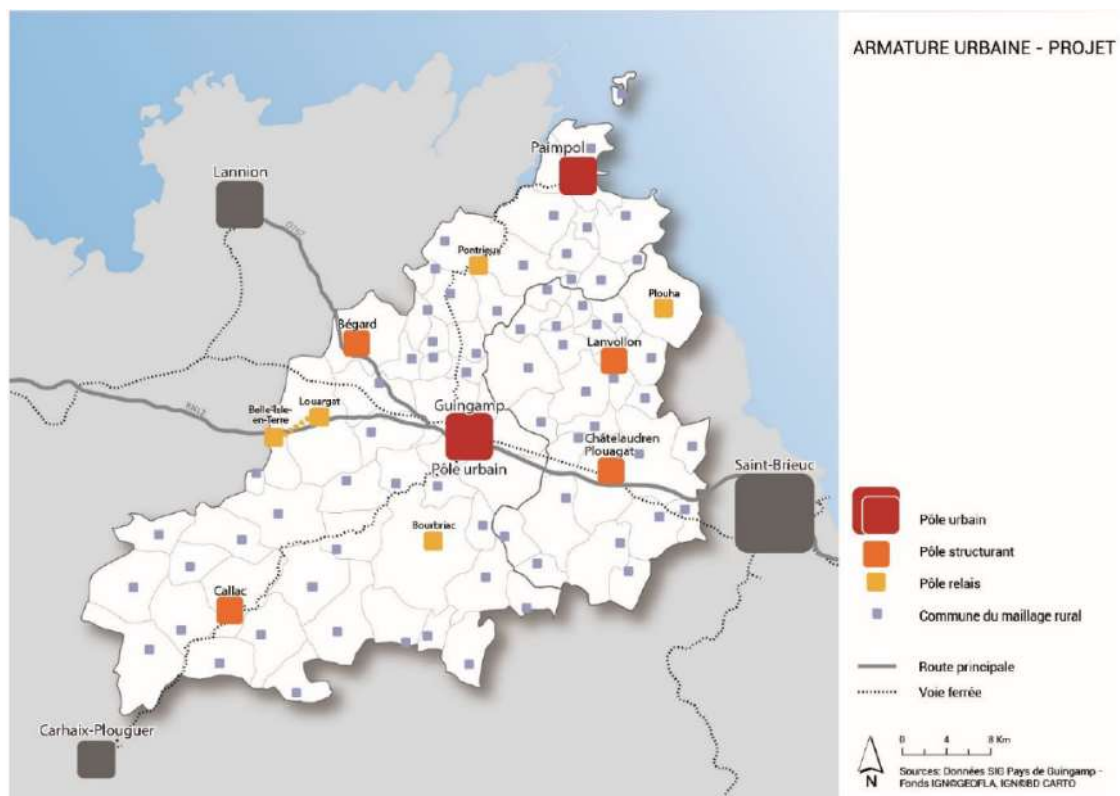 ARMATURE URBAINE - PROJET
Paimpol
Lannion
D767
Pontrieux
Plouha
Bégard
Lanvollon
Louargat
Belle-Isle-
en-Terre
Guingamp
Pôle urbain
Châtelaudren
Plouagat
Saint-Brieuc
Bourbriac
Callac
Carhaix-Plouguer
Pôle urbain
Pôle structurant
Pôle relais
Commune du maillage rural
Route principale
Voie ferrée
0 4 8 Km
N
Sources: Données SIG Pays de Guingamp -
Fonds IGN©GEOFLA, IGN©BD CARTO